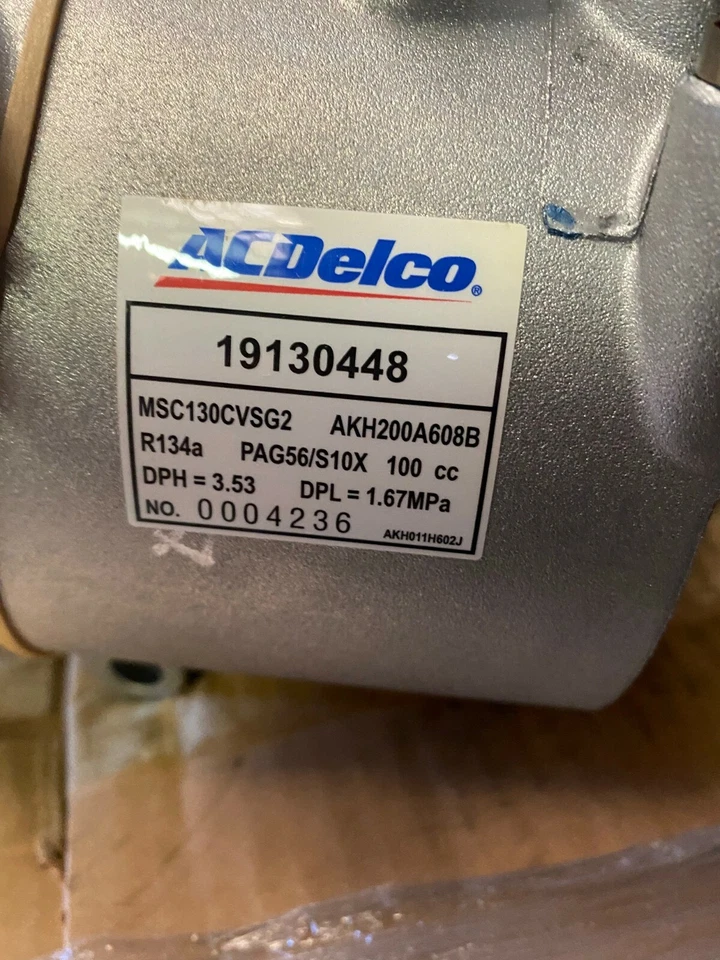 ACDelco®
19130448
MSC130CVSG2 AKH200A608B
R134a PAG56/S10X 100 cc
DPH = 3.53 DPL = 1.67MPa
NO. 0004236 AKH011H602J